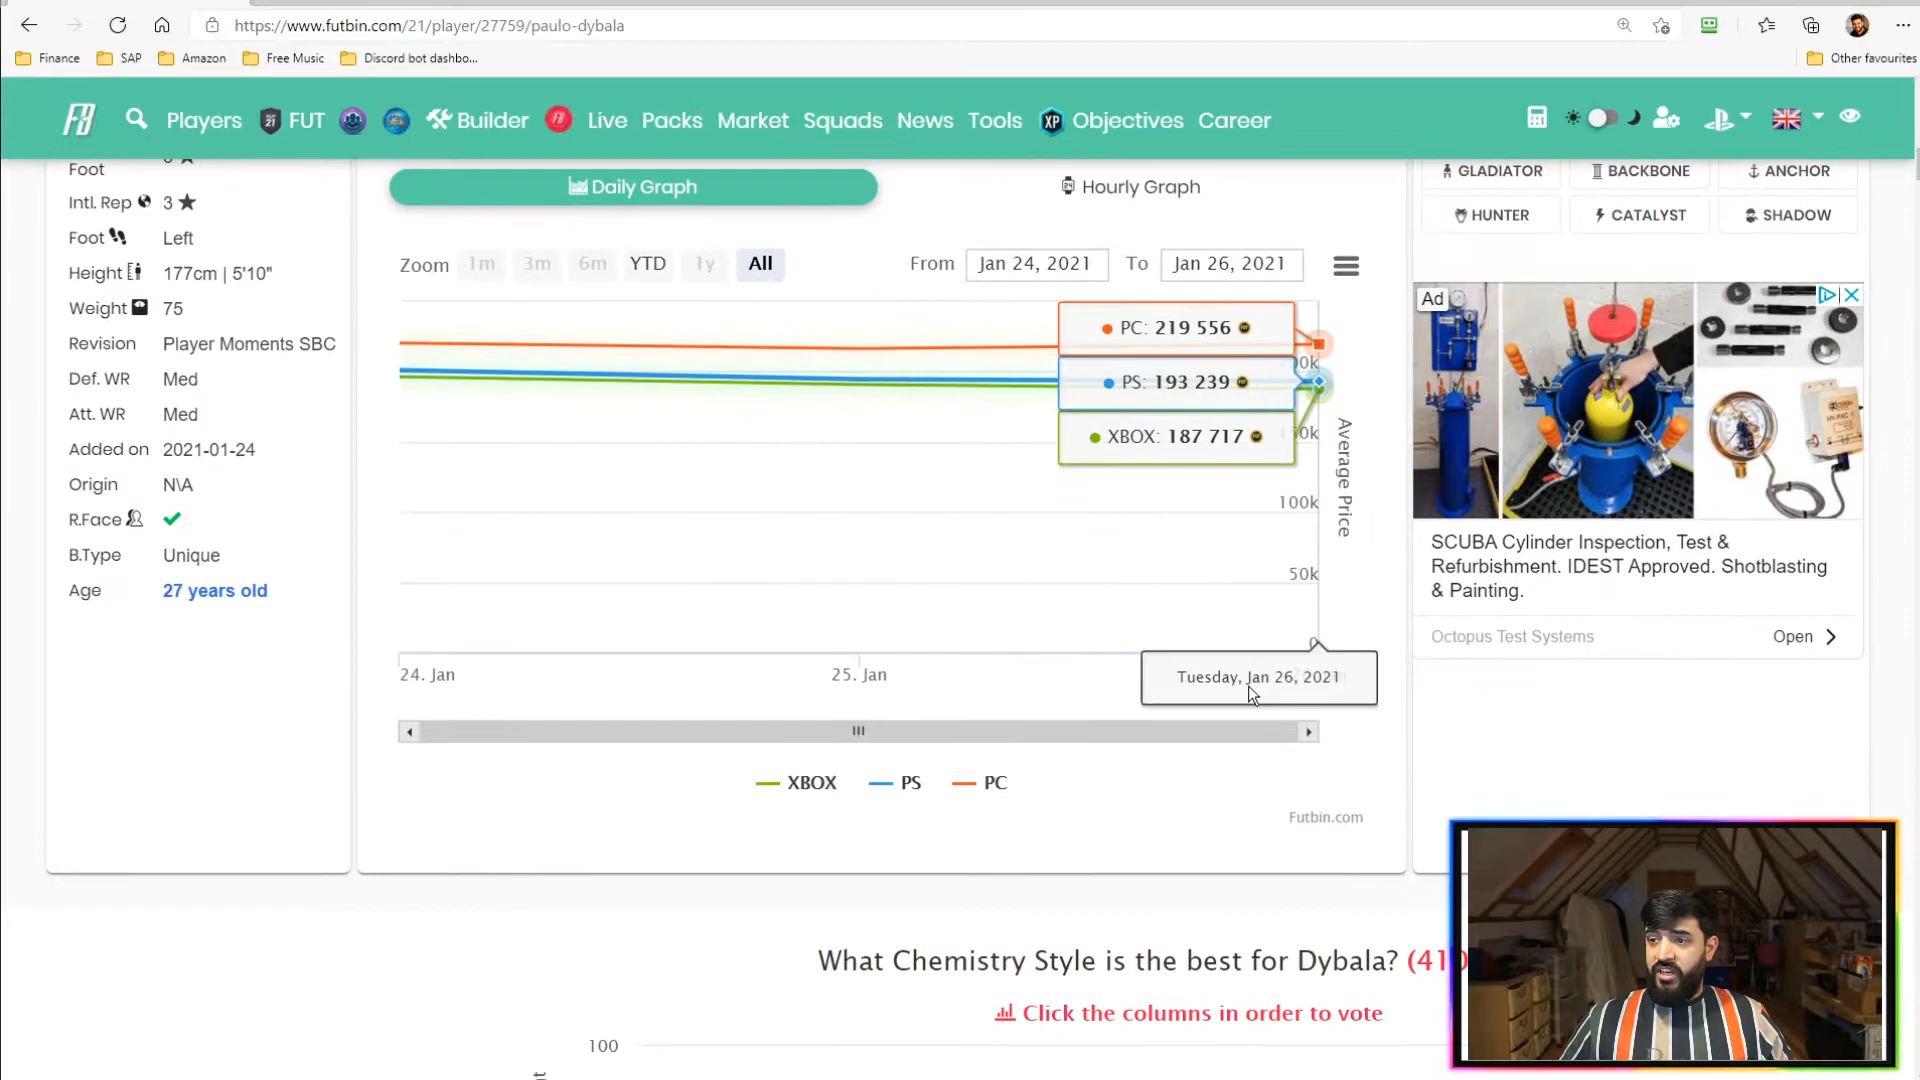 https://www.futbin.com/21/player/27759/paulo-dybala
Finance SAP Amazon Free Music Discord bot dashbo... Other favourites
Players FUT Builder Live Packs Market Squads News Tools XP Objectives Career
Foot
Intl. Rep 3
Foot Left
Height 177cm | 5'10"
Weight 75
Revision Player Moments SBC
Def. WR Med
Att. WR Med
Added on 2021-01-24
Origin N\A
R.Face
B.Type Unique
Age 27 years old
Daily Graph Hourly Graph
Zoom 1m 3m 6m YTD 1y All From Jan 24, 2021 To Jan 26, 2021
PC: 219 556
PS: 193 239
XBOX: 187 717
100k
50k
0
Average Price
24. Jan 25. Jan
Tuesday, Jan 26, 2021
XBOX PS PC
Futbin.com
GLADIATOR BACKBONE ANCHOR
HUNTER CATALYST SHADOW
Ad
SCUBA Cylinder Inspection, Test &
Refurbishment. IDEST Approved. Shotblasting
& Painting.
Octopus Test Systems Open
What Chemistry Style is the best for Dybala?
Click the columns in order to vote
100